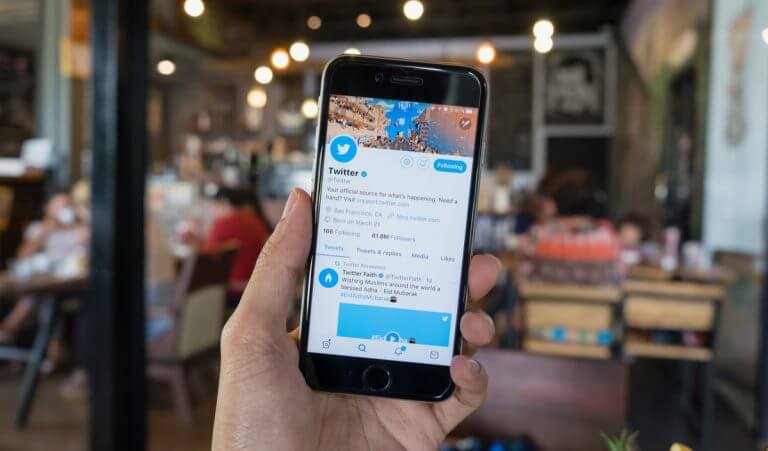 Following
Twitter
@Twitter
Your official source for what's happening. Need a
hand? Visit support.twitter.com
San Francisco, CA blog.twitter.com
Born on March 21
166 Following 61.8M Followers
Tweets Tweets & replies Media Likes
Twitter Retweeted
Twitter Faith @TwitterFaith · 1d
Wishing Muslims around the world a
blessed Adha - Eid Mubarak
#EidAlAdha